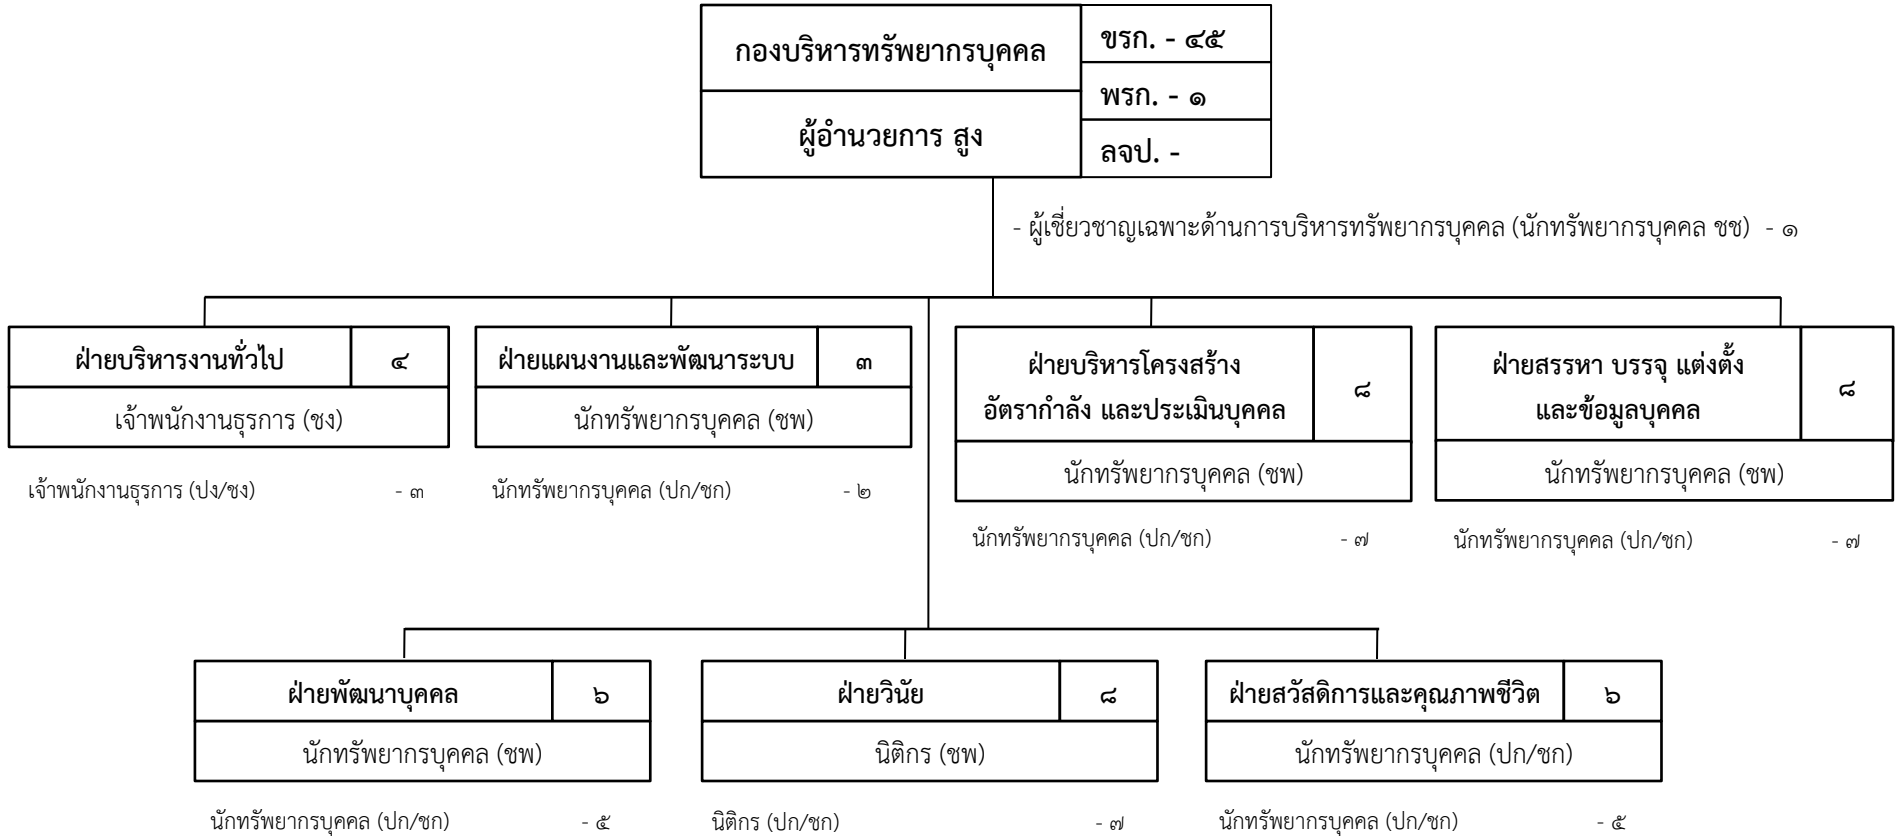 กองบริหารทรัพยากรบุคคล
ผู้อำนวยการ สูง
ขรก. - ๔๕
พรก. - ๑
ลจป. -
- ผู้เชี่ยวชาญเฉพาะด้านการบริหารทรัพยากรบุคคล (นักทรัพยากรบุคคล ชช) - ๑
ฝ่ายบริหารงานทั่วไป ๔
เจ้าพนักงานธุรการ (ชง)
เจ้าพนักงานธุรการ (ปง/ชง) - ๓
ฝ่ายแผนงานและพัฒนาระบบ ๓
นักทรัพยากรบุคคล (ชพ)
นักทรัพยากรบุคคล (ปก/ชก) - ๒
ฝ่ายบริหารโครงสร้าง
อัตรากำลัง และประเมินบุคคล
๘
นักทรัพยากรบุคคล (ชพ)
นักทรัพยากรบุคคล (ปก/ชก) - ๗
ฝ่ายสรรหา บรรจุ แต่งตั้ง
และข้อมูลบุคคล
๘
นักทรัพยากรบุคคล (ชพ)
นักทรัพยากรบุคคล (ปก/ชก) - ๗
ฝ่ายพัฒนาบุคคล ๖
นักทรัพยากรบุคคล (ชพ)
นักทรัพยากรบุคคล (ปก/ชก) - ๕
ฝ่ายวินัย ๘
นิติกร (ชพ)
นิติกร (ปก/ชก) - ๗
ฝ่ายสวัสดิการและคุณภาพชีวิต ๖
นักทรัพยากรบุคคล (ปก/ชก)
นักทรัพยากรบุคคล (ปก/ชก) - ๕